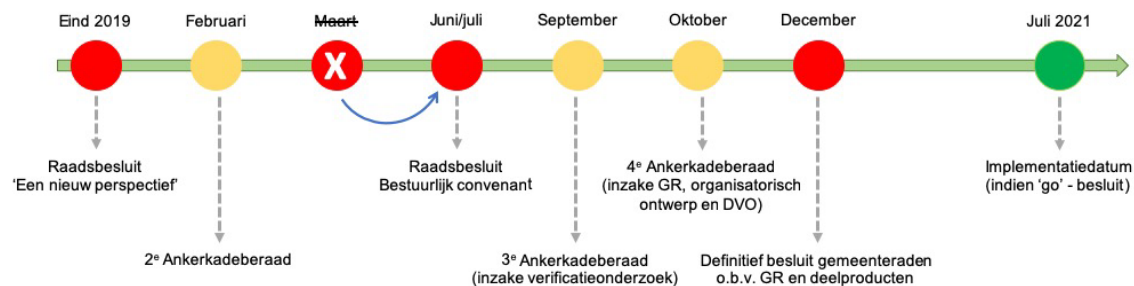 Eind 2019
Februari
Maart
Juni/juli
September
Oktober
December
Juli 2021
X
Raadsbesluit
'Een nieuw perspectief'
2e Ankerkadeberaad
Raadsbesluit
Bestuurlijk convenant
3e Ankerkadeberaad
(inzake verificatieonderzoek)
4e Ankerkadeberaad
(inzake GR, organisatorisch
ontwerp en DVO)
Definitief besluit gemeenteraden
o.b.v. GR en deelproducten
Implementatiedatum
(indien 'go' - besluit)